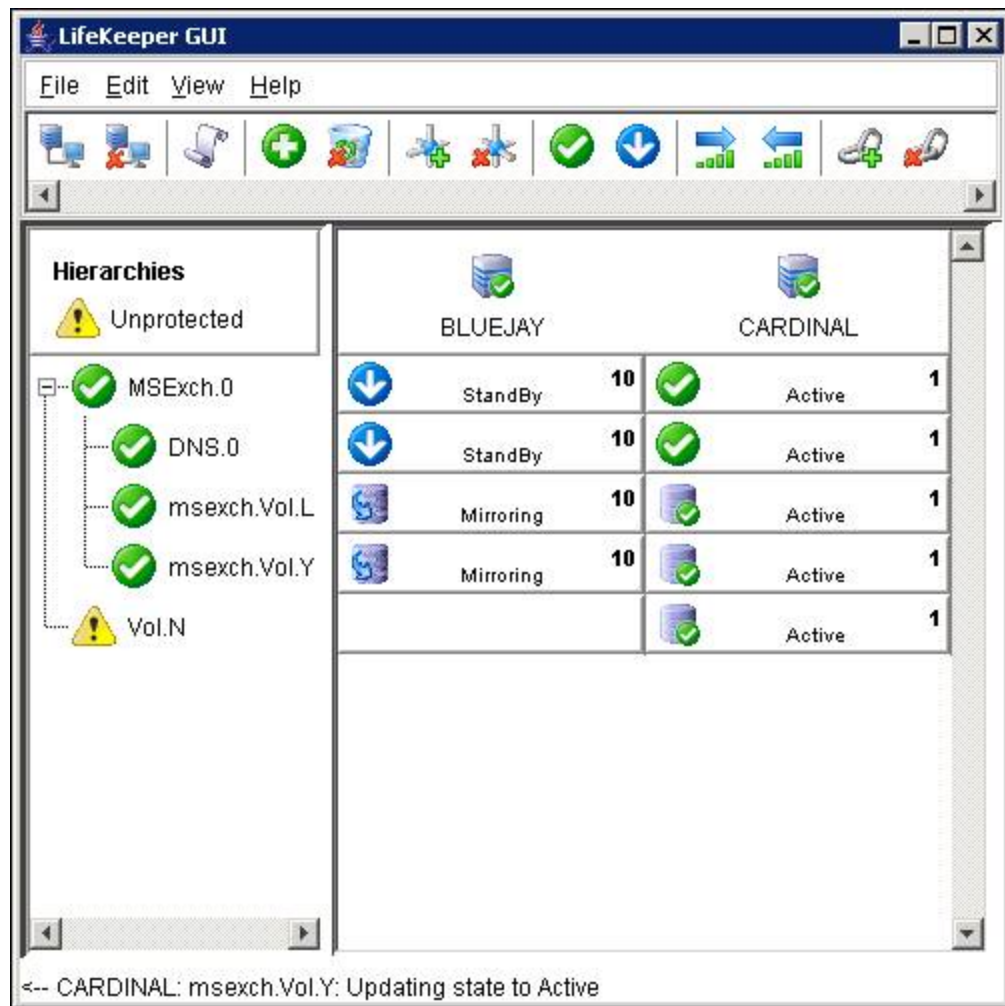 LifeKeeper GUI
File Edit View Help
Hierarchies
Unprotected
BLUEJAY CARDINAL
MSExch.0 StandBy 10 Active 1
DNS.0 StandBy 10 Active 1
msexch.Vol.L Mirroring 10 Active 1
msexch.Vol.Y Mirroring 10 Active 1
Vol.N Active 1
<-- CARDINAL: msexch.Vol.Y: Updating state to Active